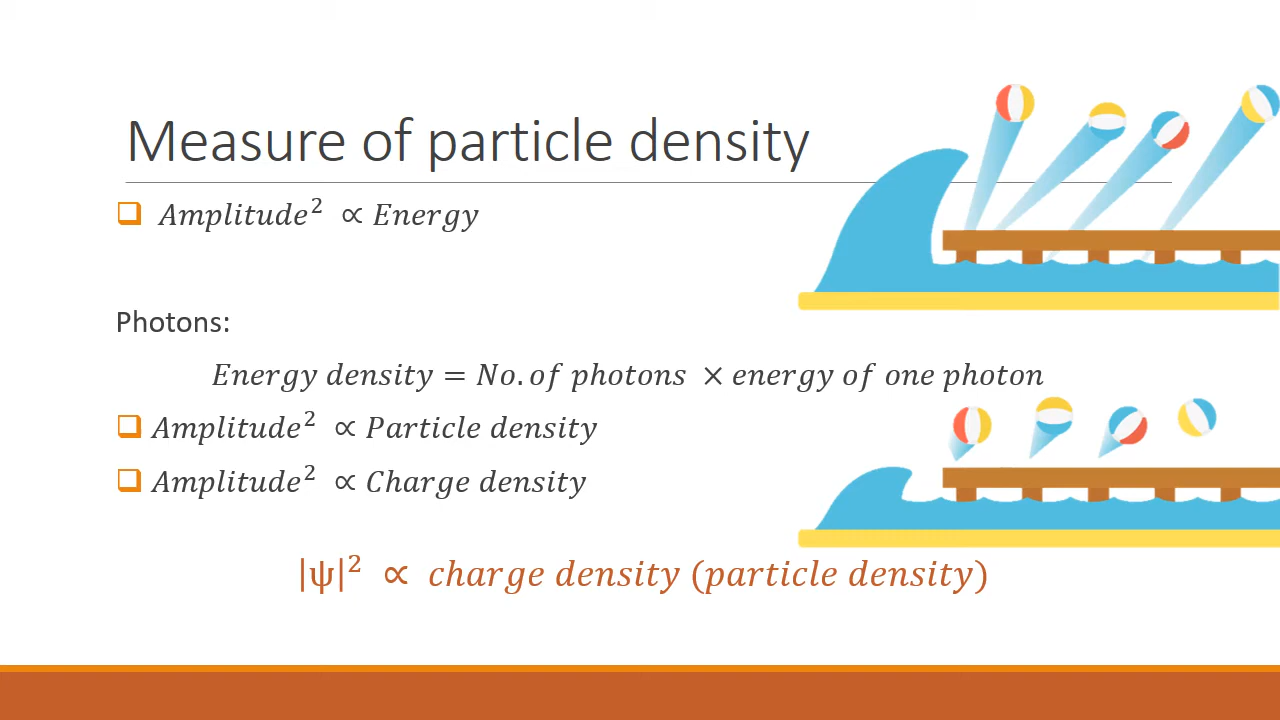 Measure of particle density
❑ Amplitude² ∝ Energy
Photons:
Energy density = No. of photons × energy of one photon
❑ Amplitude² ∝ Particle density
❑ Amplitude² ∝ Charge density
|ψ|² ∝ charge density (particle density)